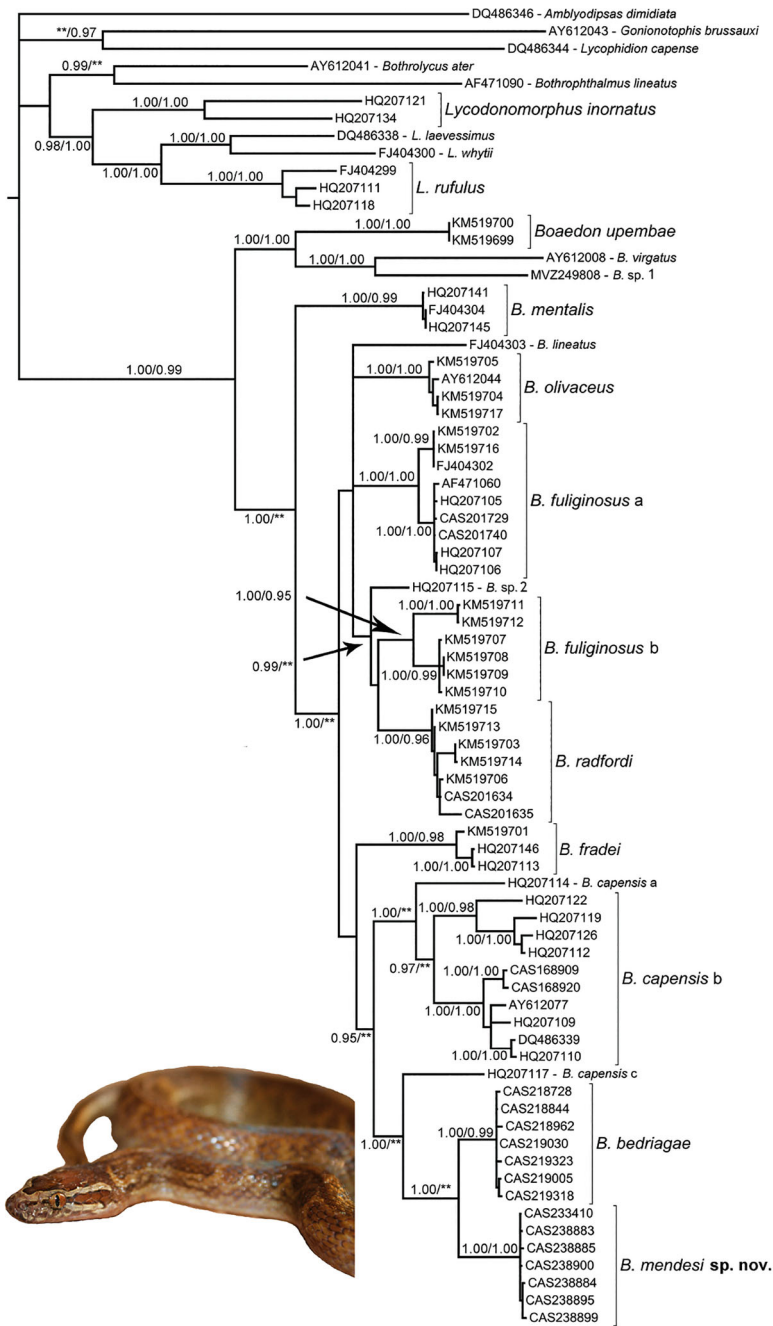 DQ486346 - Amblyodipsas dimidiata
**/0.97
AY612043 - Gonionotophis brussauxi
DQ486344 - Lycophidion capense
0.99/**
AY612041 - Bothrolycus ater
AF471090 - Bothrophthalmus lineatus
1.00/1.00
HQ207121
Lycodonomorphus inornatus
HQ207134
0.98/1.00
1.00/1.00
DQ486338 - L. laevessimus
FJ404300 - L. whytii
1.00/1.00
1.00/1.00
FJ404299
HQ207111
L. rufulus
HQ207118
1.00/1.00
KM519700
Boaedon upembae
KM519699
1.00/1.00
1.00/1.00
AY612008 - B. virgatus
MVZ249808 - B. sp. 1
1.00/0.99
HQ207141
FJ404304
B. mentalis
HQ207145
FJ404303 - B. lineatus
1.00/0.99
1.00/1.00
KM519705
AY612044
B. olivaceus
KM519704
KM519717
1.00/0.99
KM519702
KM519716
FJ404302
1.00/1.00
AF471060
HQ207105
B. fuliginosus a
CAS201729
1.00/1.00
CAS201740
1.00/**
HQ207107
HQ207106
HQ207115 - B. sp. 2
1.00/0.95
1.00/1.00
KM519711
KM519712
KM519707
B. fuliginosus b
0.99/**
KM519708
1.00/0.99
KM519709
KM519710
1.00/**
KM519715
KM519713
1.00/0.96
KM519703
B. radfordi
KM519714
KM519706
CAS201634
CAS201635
1.00/0.98
KM519701
HQ207146
B. fradei
1.00/1.00
HQ207113
HQ207114 - B. capensis a
1.00/**
1.00/0.98
HQ207122
HQ207119
1.00/1.00
HQ207126
HQ207112
0.97/**
1.00/1.00
CAS168909
B. capensis b
CAS168920
1.00/1.00
AY612077
HQ207109
0.95/**
DQ486339
1.00/1.00
HQ207110
HQ207117 - B. capensis c
CAS218728
CAS218844
CAS218962
1.00/**
1.00/0.99
CAS219030
B. bedriagae
CAS219323
CAS219005
1.00/**
CAS219318
CAS233410
CAS238883
1.00/1.00
CAS238885
CAS238900
B. mendesi sp. nov.
CAS238884
CAS238895
CAS238899